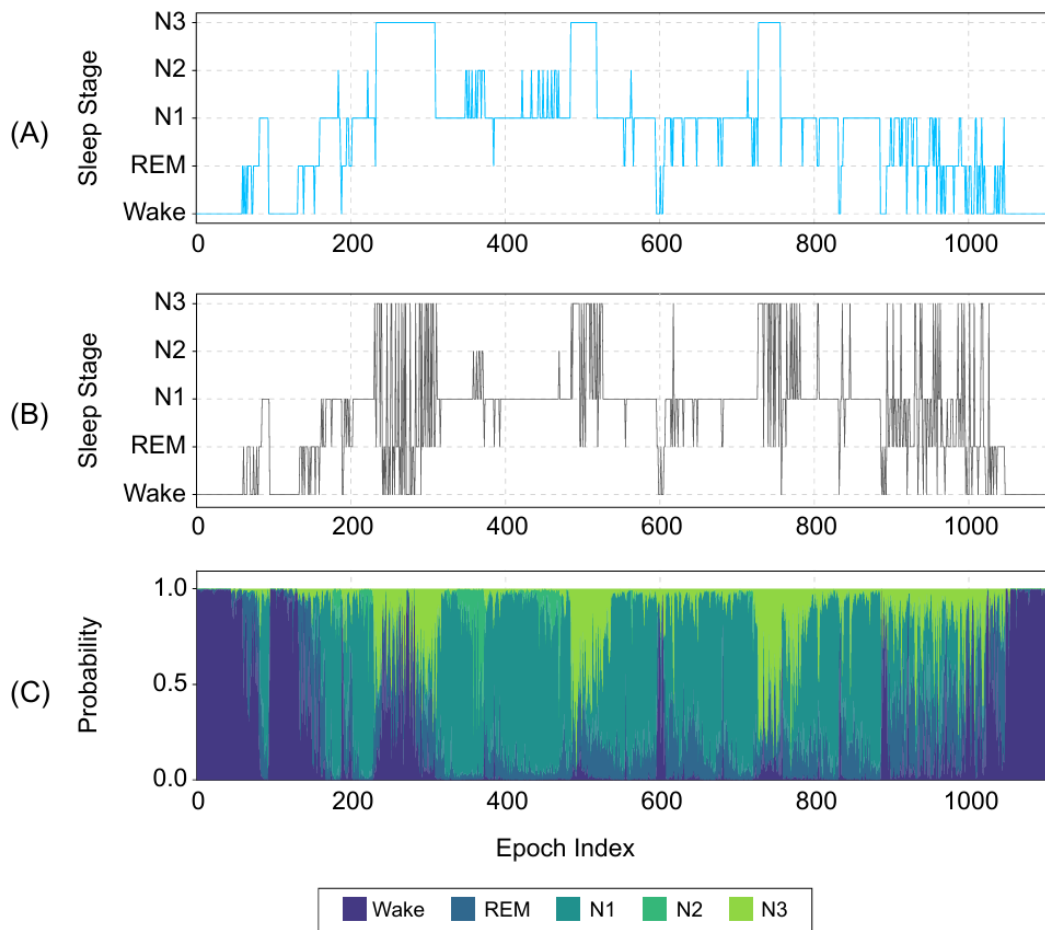 (A)
Sleep Stage
N3
N2
N1
REM
Wake
0 200 400 600 800 1000
(B)
Sleep Stage
N3
N2
N1
REM
Wake
0 200 400 600 800 1000
(C)
Probability
1.0
0.5
0.0
0 200 400 600 800 1000
Epoch Index
Wake REM N1 N2 N3